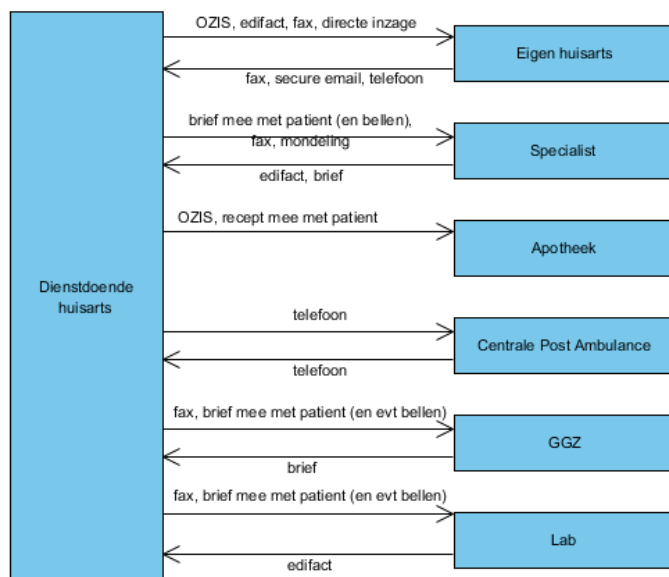 OZIS, edifact, fax, directe inzage
Eigen huisarts
fax, secure email, telefoon
brief mee met patient (en bellen),
fax, mondeling
Specialist
edifact, brief
OZIS, recept mee met patient
Apotheek
Dienstdoende
huisarts
telefoon
Centrale Post Ambulance
telefoon
fax, brief mee met patient (en evt bellen)
GGZ
brief
fax, brief mee met patient (en evt bellen)
Lab
edifact